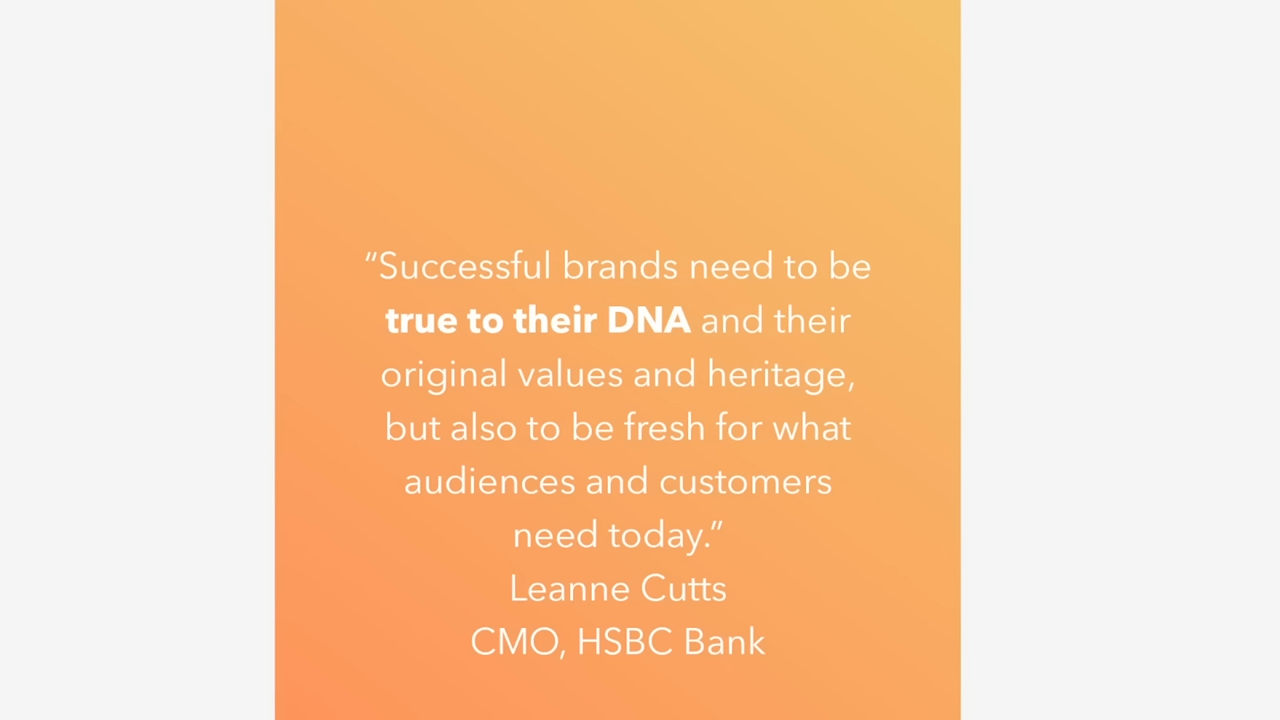 “Successful brands need to be
true to their DNA and their
original values and heritage,
but also to be fresh for what
audiences and customers
need today.”
Leanne Cutts
CMO, HSBC Bank